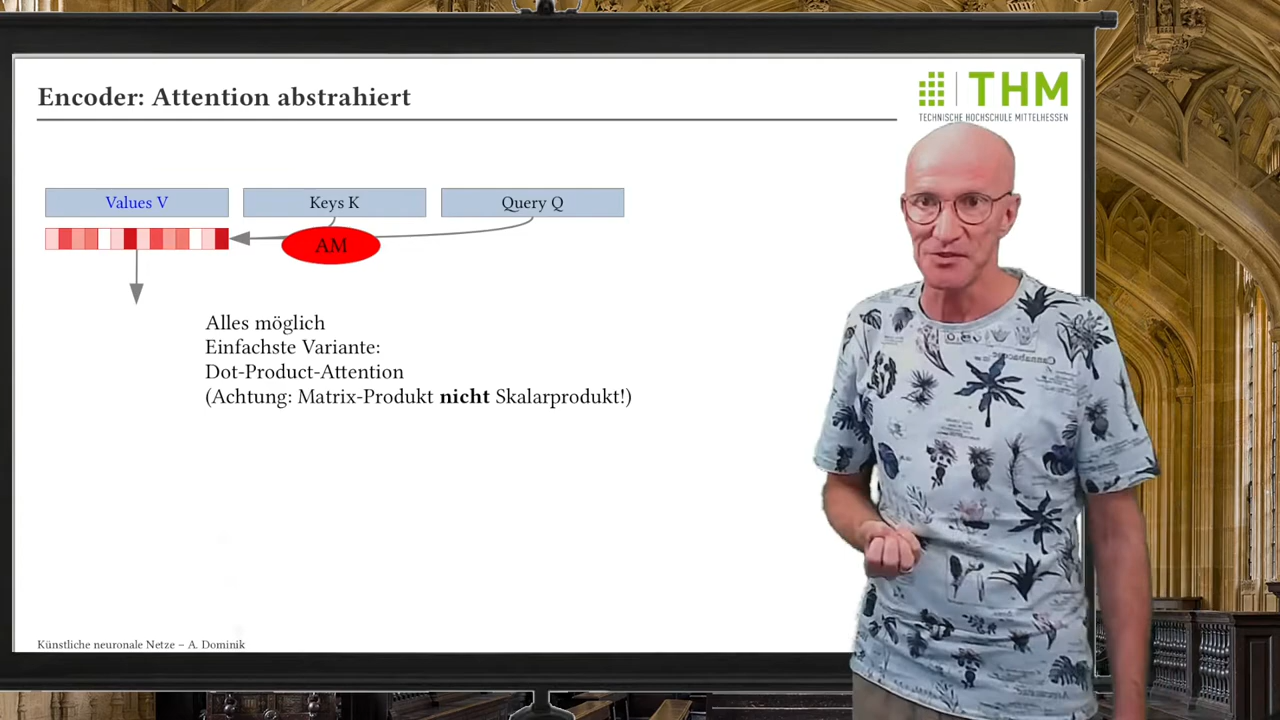 Encoder: Attention abstrahiert
THM
TECHNISCHE HOCHSCHULE MITTELHESSEN
Values V
Keys K
Query Q
AM
Alles möglich
Einfachste Variante:
Dot-Product-Attention
(Achtung: Matrix-Produkt nicht Skalarprodukt!)
Künstliche neuronale Netze – A. Dominik